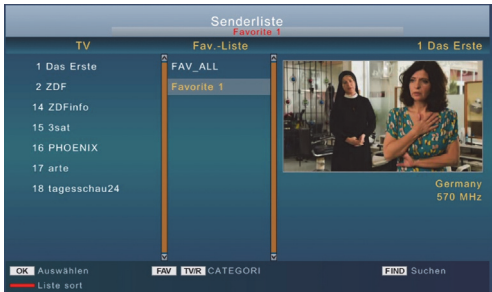 Senderliste
Favorite 1
TV
Fav.-Liste
1 Das Erste
1 Das Erste
2 ZDF
14 ZDFinfo
15 3sat
16 PHOENIX
17 arte
18 tagesschau24
FAV_ALL
Favorite 1
Germany
570 MHz
OK Auswählen
FAV TV/R CATEGORI
FIND Suchen
Liste sort